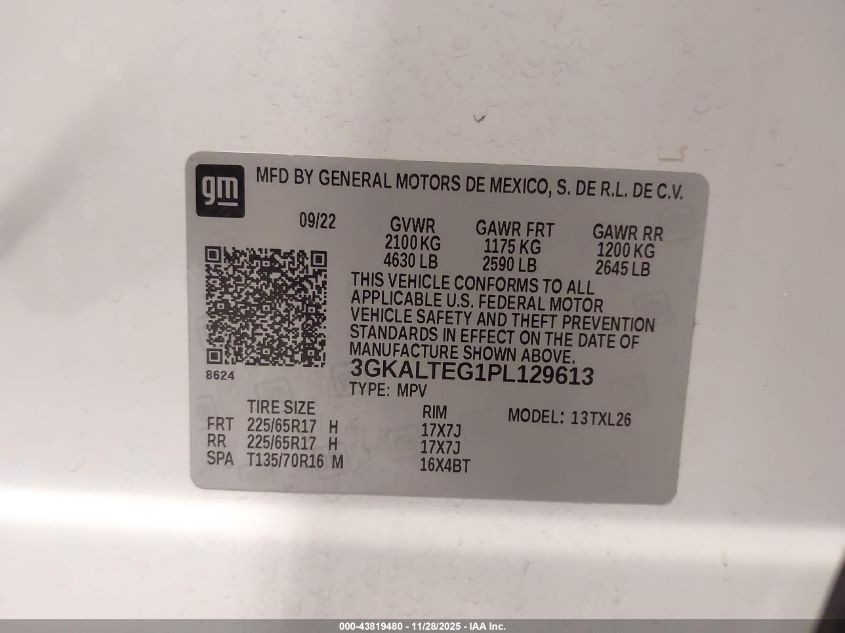 gm
MFD BY GENERAL MOTORS DE MEXICO, S. DE R.L. DE C.V.
09/22 GVWR GAWR FRT GAWR RR
2100 KG 1175 KG 1200 KG
4630 LB 2590 LB 2645 LB
THIS VEHICLE CONFORMS TO ALL
APPLICABLE U.S. FEDERAL MOTOR
VEHICLE SAFETY AND THEFT PREVENTION
STANDARDS IN EFFECT ON THE DATE OF
MANUFACTURE SHOWN ABOVE.
8624
3GKALTEG1PL129613
TYPE: MPV
TIRE SIZE RIM MODEL: 13TXL26
FRT 225/65R17 H 17X7J
RR 225/65R17 H 17X7J
SPA T135/70R16 M 16X4BT
000-43819480 - 11/28/2025 - IAA Inc.